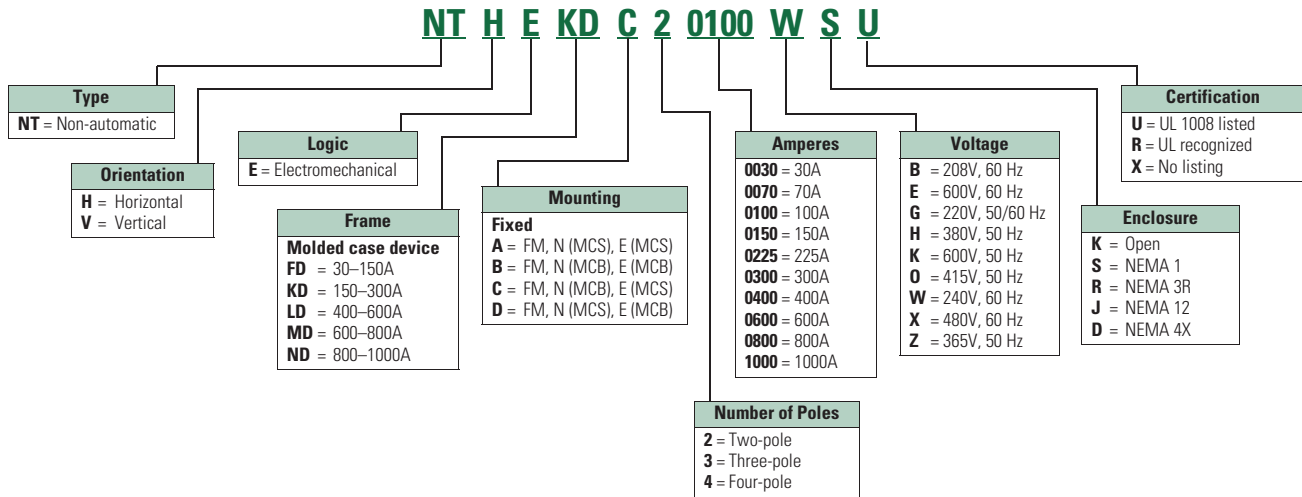 NT H E KD C 2 0100 W S U
Type
NT = Non-automatic
Orientation
H = Horizontal
V = Vertical
Logic
E = Electromechanical
Frame
Molded case device
FD = 30–150A
KD = 150–300A
LD = 400–600A
MD = 600–800A
ND = 800–1000A
Mounting
Fixed
A = FM, N (MCS), E (MCS)
B = FM, N (MCB), E (MCB)
C = FM, N (MCB), E (MCS)
D = FM, N (MCS), E (MCB)
Number of Poles
2 = Two-pole
3 = Three-pole
4 = Four-pole
Amperes
0030 = 30A
0070 = 70A
0100 = 100A
0150 = 150A
0225 = 225A
0300 = 300A
0400 = 400A
0600 = 600A
0800 = 800A
1000 = 1000A
Voltage
B = 208V, 60 Hz
E = 600V, 60 Hz
G = 220V, 50/60 Hz
H = 380V, 50 Hz
K = 600V, 50 Hz
O = 415V, 50 Hz
W = 240V, 60 Hz
X = 480V, 60 Hz
Z = 365V, 50 Hz
Enclosure
K = Open
S = NEMA 1
R = NEMA 3R
J = NEMA 12
D = NEMA 4X
Certification
U = UL 1008 listed
R = UL recognized
X = No listing